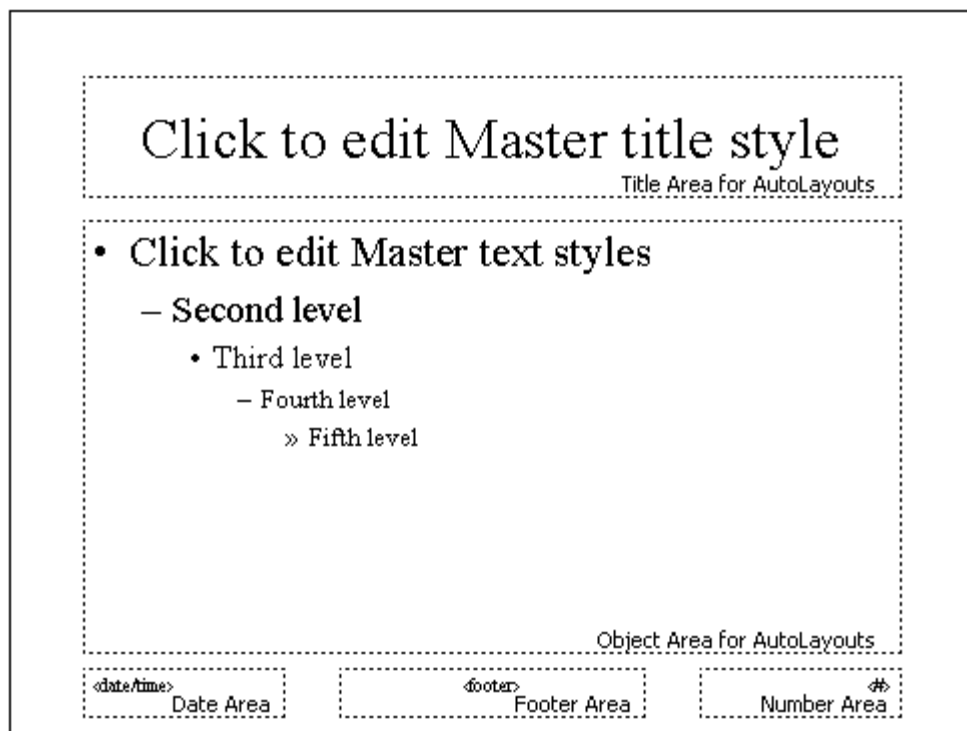 Click to edit Master title style
Title Area for AutoLayouts
• Click to edit Master text styles
– Second level
• Third level
– Fourth level
» Fifth level
Object Area for AutoLayouts
<date/time>
Date Area
<footer>
Footer Area
<#>
Number Area